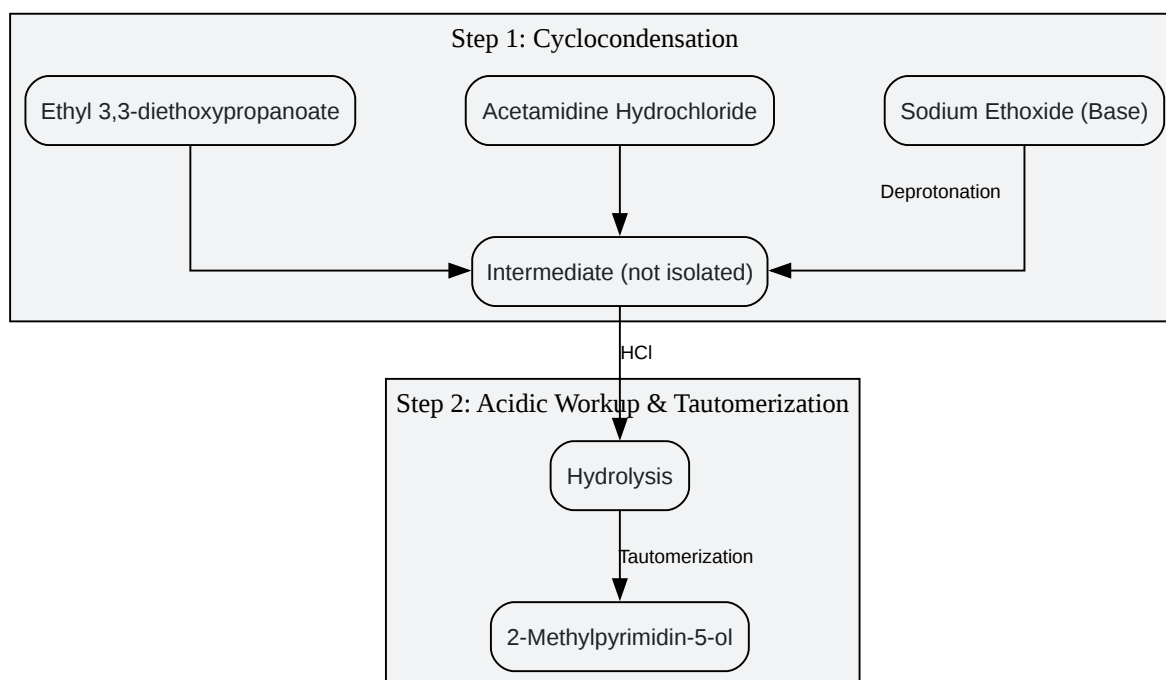 Step 1: Cyclocondensation
Ethyl 3,3-diethoxypropanoate
Acetamidine Hydrochloride
Sodium Ethoxide (Base)
Deprotonation
Intermediate (not isolated)
HCl
Step 2: Acidic Workup & Tautomerization
Hydrolysis
Tautomerization
2-Methylpyrimidin-5-ol